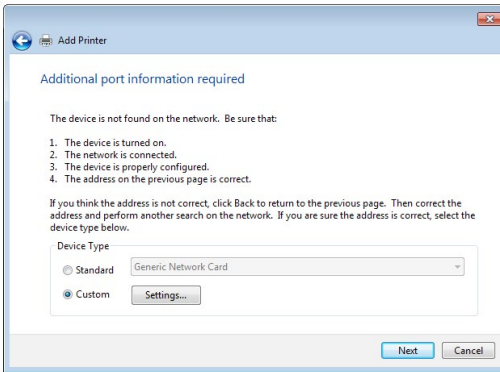 Add Printer
Additional port information required
The device is not found on the network. Be sure that:
1. The device is turned on.
2. The network is connected.
3. The device is properly configured.
4. The address on the previous page is correct.
If you think the address is not correct, click Back to return to the previous page. Then correct the
address and perform another search on the network. If you are sure the address is correct, select the
device type below.
Device Type
Standard Generic Network Card
Custom Settings...
Next Cancel